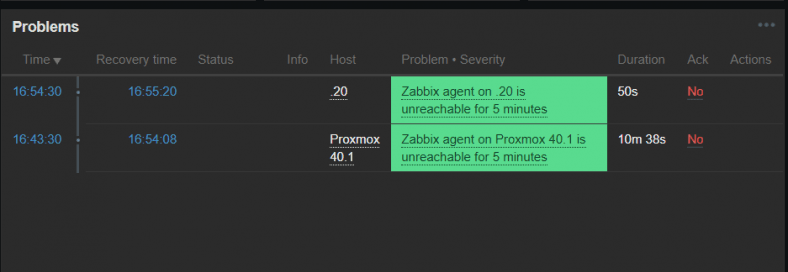 Problems
Time Recovery time Status Info Host Problem • Severity Duration Ack Actions
16:54:30 16:55:20 .20 Zabbix agent on .20 is 50s No
unreachable for 5 minutes
16:43:30 16:54:08 Proxmox Zabbix agent on Proxmox 40.1 is 10m 38s No
40.1 unreachable for 5 minutes